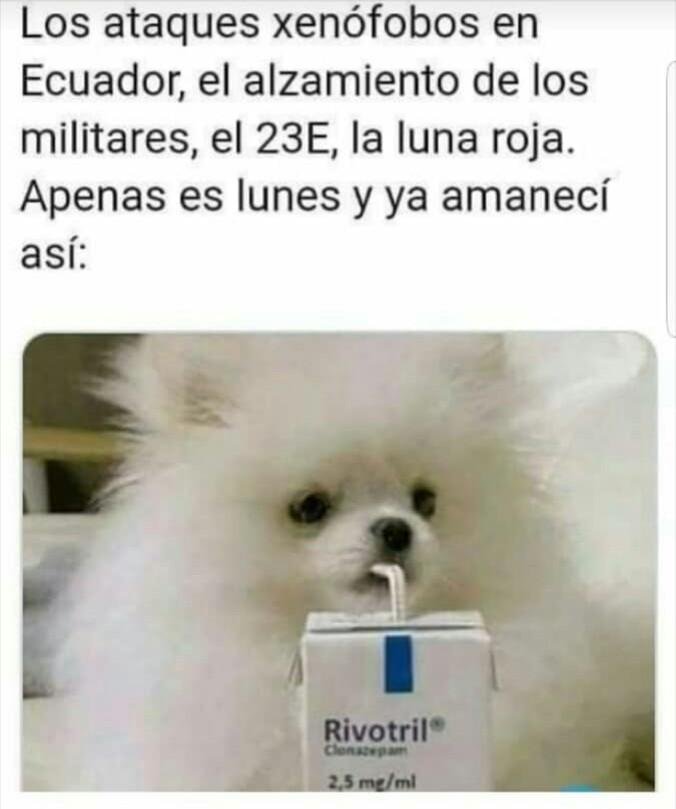 Los ataques xenófobos en
Ecuador, el alzamiento de los
militares, el 23E, la luna roja.
Apenas es lunes y ya amanecí
así:
Rivotril®
Clonazepam
2,5 mg/ml